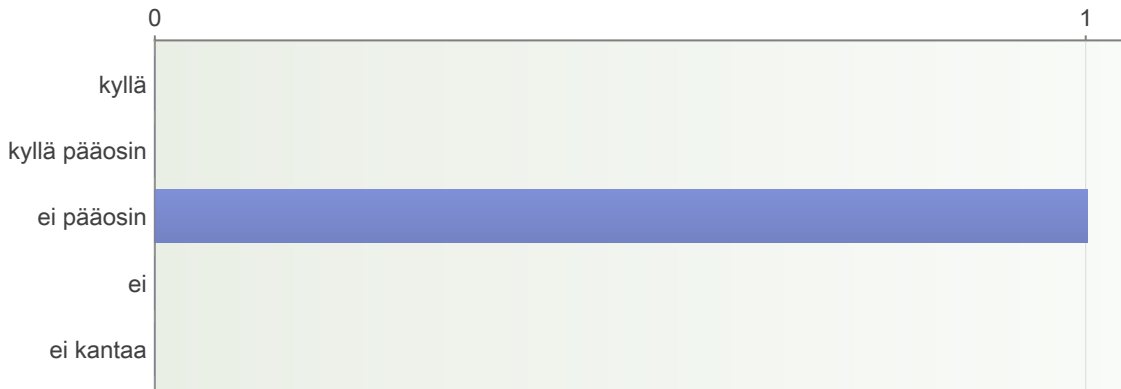 0 1
kyllä
kyllä pääosin
ei pääosin
ei
ei kantaa